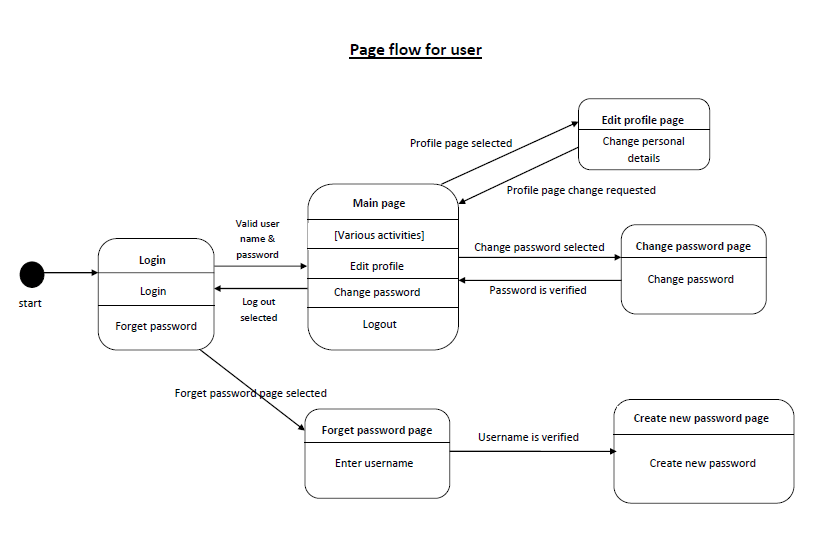 Page flow for user
Edit profile page
Change personal
details
Profile page selected
Profile page change requested
Main page
[Various activities]
Edit profile
Change password
Logout
Valid user
name &
password
Log out
selected
Change password selected
Password is verified
Change password page
Change password
start
Login
Login
Forget password
Forget password page selected
Forget password page
Enter username
Username is verified
Create new password page
Create new password